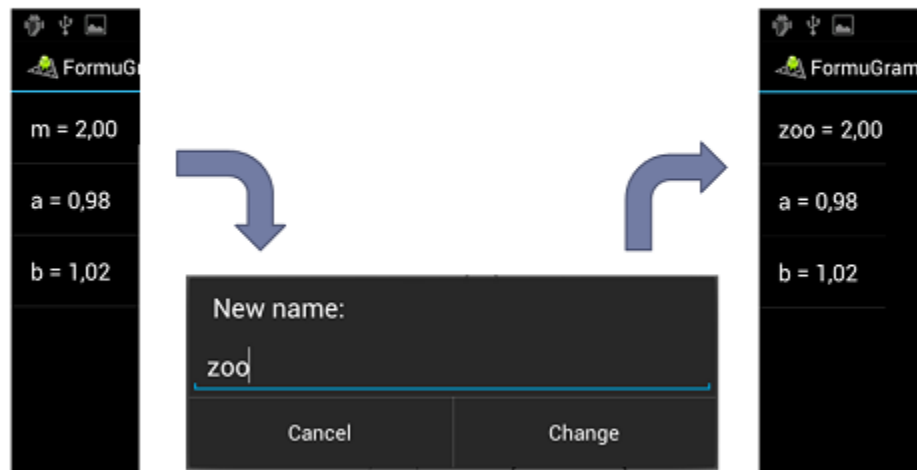 FormuGr
m = 2,00
a = 0,98
b = 1,02
New name:
zoo
Cancel
Change
FormuGram
zoo = 2,00
a = 0,98
b = 1,02